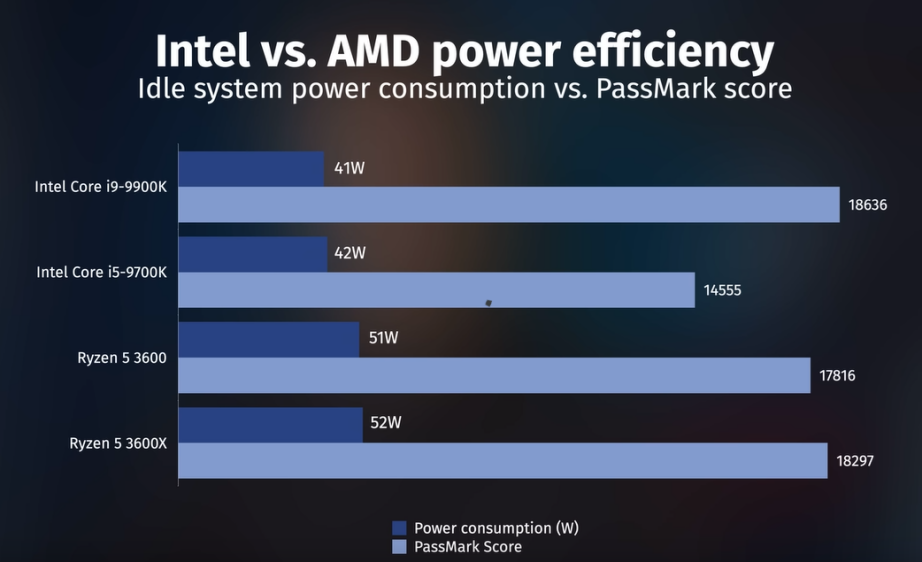 Intel vs. AMD power efficiency
Idle system power consumption vs. PassMark score
Intel Core i9-9900K
41W
18636
Intel Core i5-9700K
42W
14555
Ryzen 5 3600
51W
17816
Ryzen 5 3600X
52W
18297
Power consumption (W)
PassMark Score